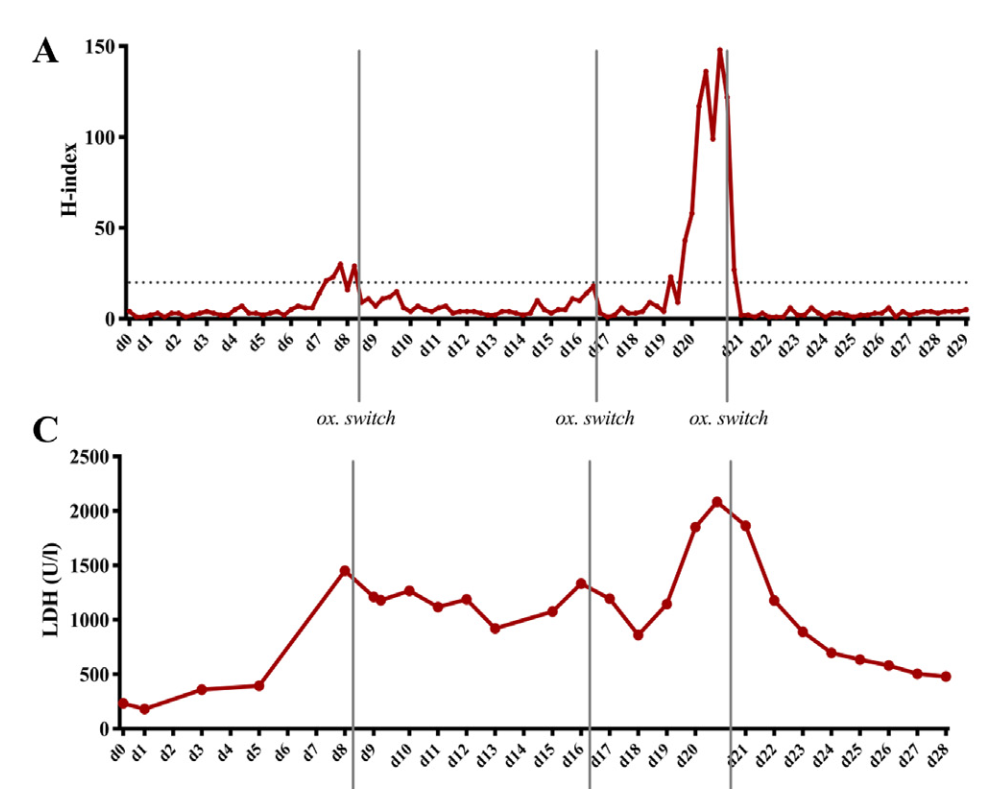 A
H-index
150
100
50
0
d0 d1 d2 d3 d4 d5 d6 d7 d8 d9 d10 d11 d12 d13 d14 d15 d16 d17 d18 d19 d20 d21 d22 d23 d24 d25 d26 d27 d28 d29
ox. switch ox. switch ox. switch
C
LDH (U/l)
2500
2000
1500
1000
500
0
d0 d1 d2 d3 d4 d5 d6 d7 d8 d9 d10 d11 d12 d13 d14 d15 d16 d17 d18 d19 d20 d21 d22 d23 d24 d25 d26 d27 d28